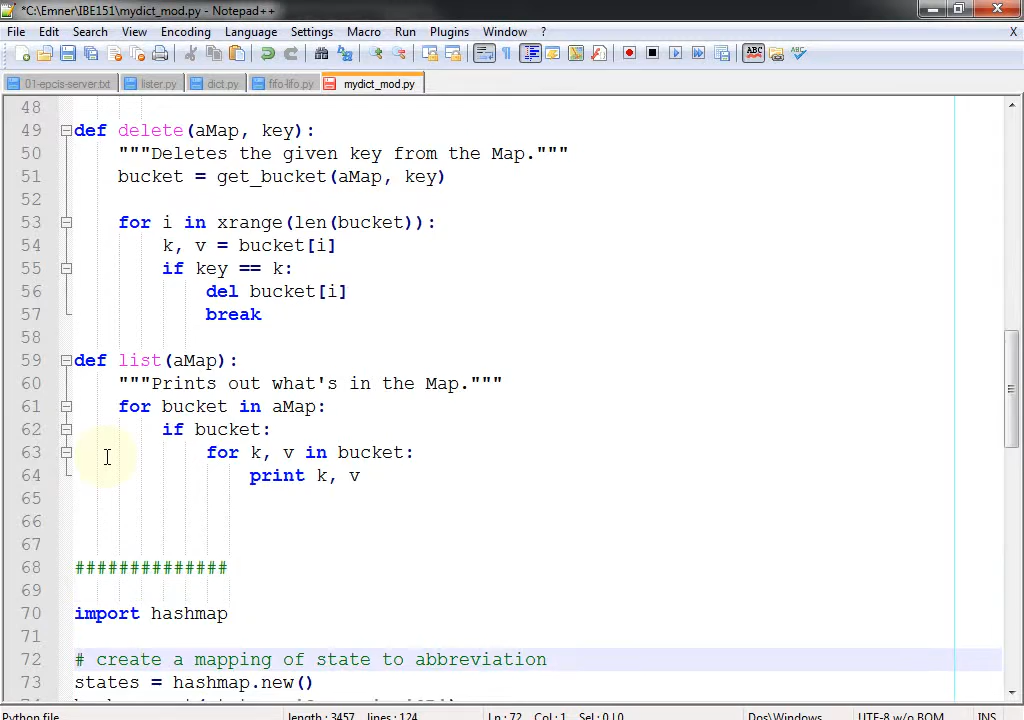 *C:\Emner\IBE151\mydict_mod.py - Notepad++
File Edit Search View Encoding Language Settings Macro Run Plugins Window ? X
01-epcis-server.txt lister.py dict.py fifo-lifo.py mydict_mod.py
48
49 def delete(aMap, key):
50 """Deletes the given key from the Map."""
51 bucket = get_bucket(aMap, key)
52
53 for i in xrange(len(bucket)):
54 k, v = bucket[i]
55 if key == k:
56 del bucket[i]
57 break
58
59 def list(aMap):
60 """Prints out what's in the Map."""
61 for bucket in aMap:
62 if bucket:
63 for k, v in bucket:
64 print k, v
65
66
67
68 ##############
69
70 import hashmap
71
72 # create a mapping of state to abbreviation
73 states = hashmap.new()
Python file length : 3457 lines : 124 Ln : 72 Col : 1 Sel : 0 | 0 Dos\Windows UTF-8 w/o BOM INS